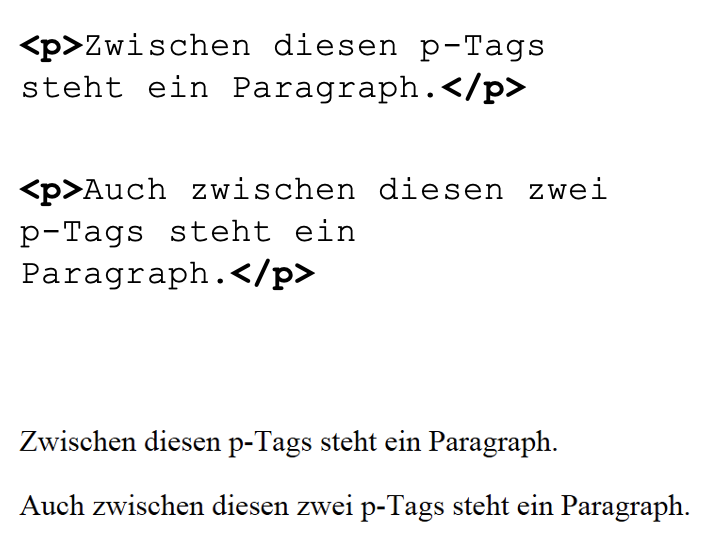 <p>Zwischen diesen p-Tags
steht ein Paragraph.</p>
<p>Auch zwischen diesen zwei
p-Tags steht ein
Paragraph.</p>
Zwischen diesen p-Tags steht ein Paragraph.
Auch zwischen diesen zwei p-Tags steht ein Paragraph.